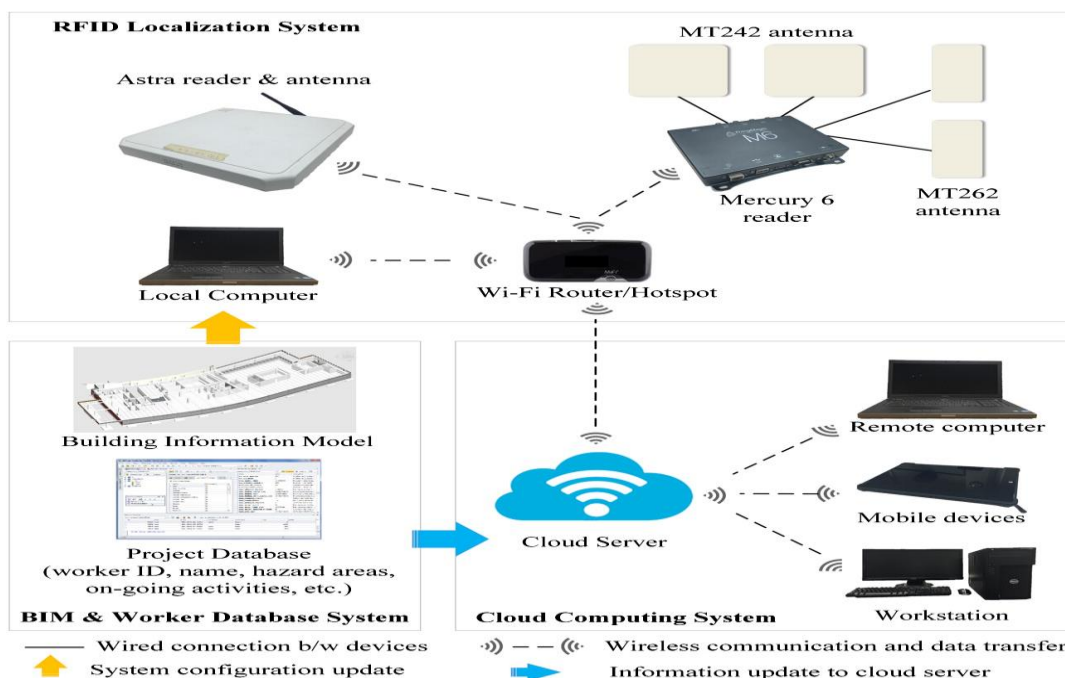 RFID Localization System
MT242 antenna
Astra reader & antenna
M6
Mercury 6
reader
MT262
antenna
Local Computer
MiFi
Wi-Fi Router/Hotspot
Building Information Model
Remote computer
Mobile devices
Project Database
(worker ID, name, hazard areas,
on-going activities, etc.)
Cloud Server
Workstation
BIM & Worker Database System
Cloud Computing System
Wired connection b/w devices
Wireless communication and data transfer
System configuration update
Information update to cloud server